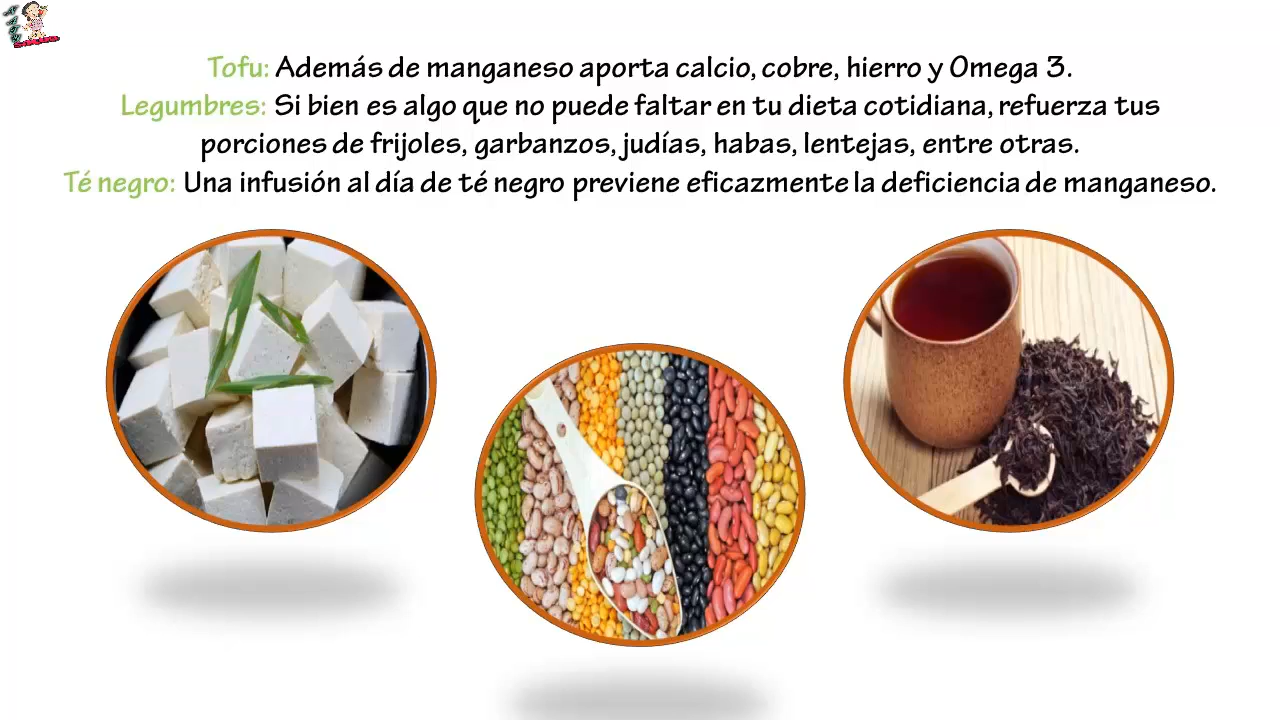 Tofu: Además de manganeso aporta calcio, cobre, hierro y Omega 3.
Legumbres: Si bien es algo que no puede faltar en tu dieta cotidiana, refuerza tus
porciones de frijoles, garbanzos, judías, habas, lentejas, entre otras.
Té negro: Una infusión al día de té negro previene eficazmente la deficiencia de manganeso.